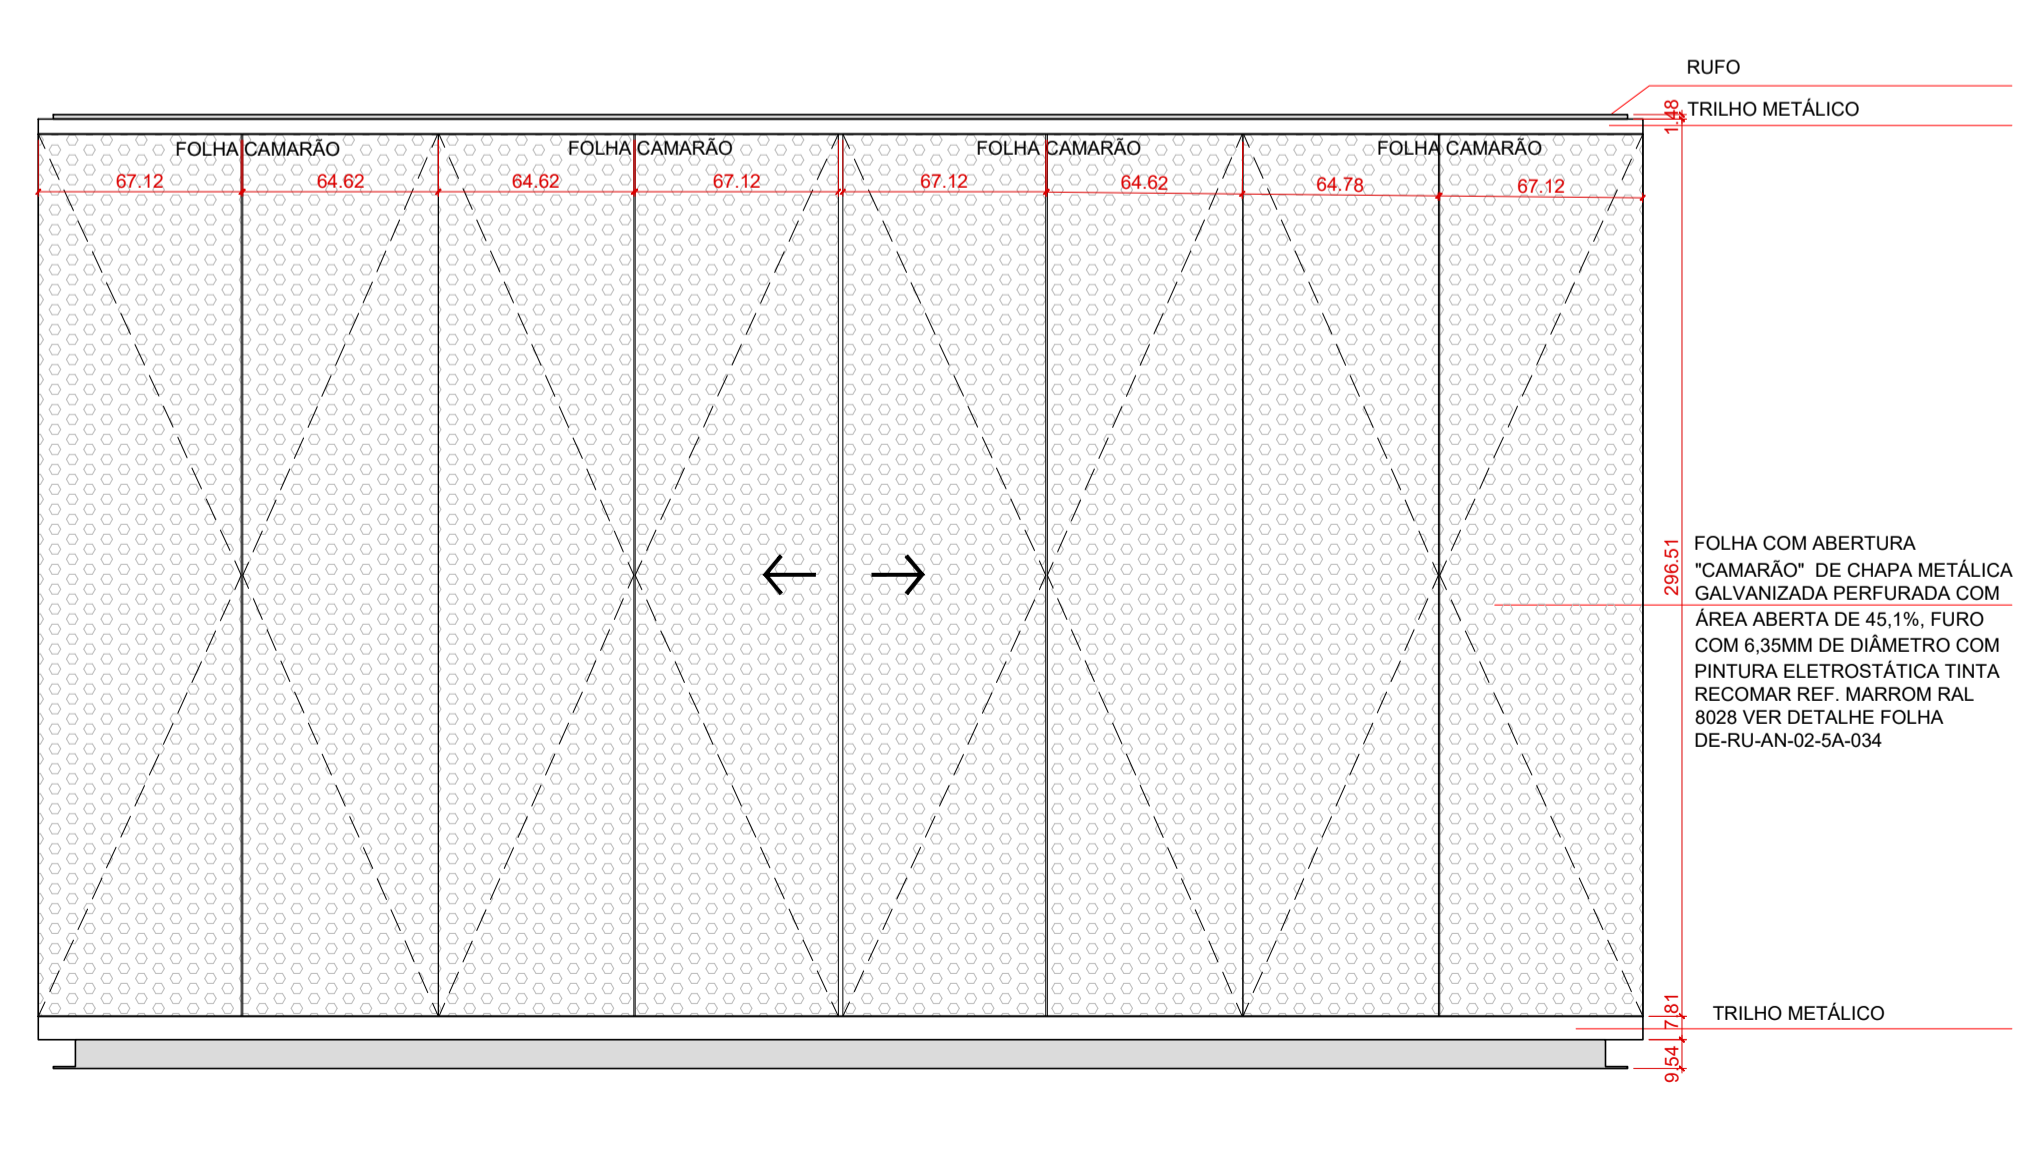 RUFO
1.48
TRILHO METÁLICO
FOLHA CAMARÃO
FOLHA CAMARÃO
FOLHA CAMARÃO
FOLHA CAMARÃO
67.12
64.62
64.62
67.12
67.12
64.62
64.78
67.12
296.51
FOLHA COM ABERTURA
"CAMARÃO" DE CHAPA METÁLICA
GALVANIZADA PERFURADA COM
ÁREA ABERTA DE 45,1%, FURO
COM 6,35MM DE DIÂMETRO COM
PINTURA ELETROSTÁTICA TINTA
RECOMAR REF. MARROM RAL
8028 VER DETALHE FOLHA
DE-RU-AN-02-5A-034
7.81
TRILHO METÁLICO
9.54